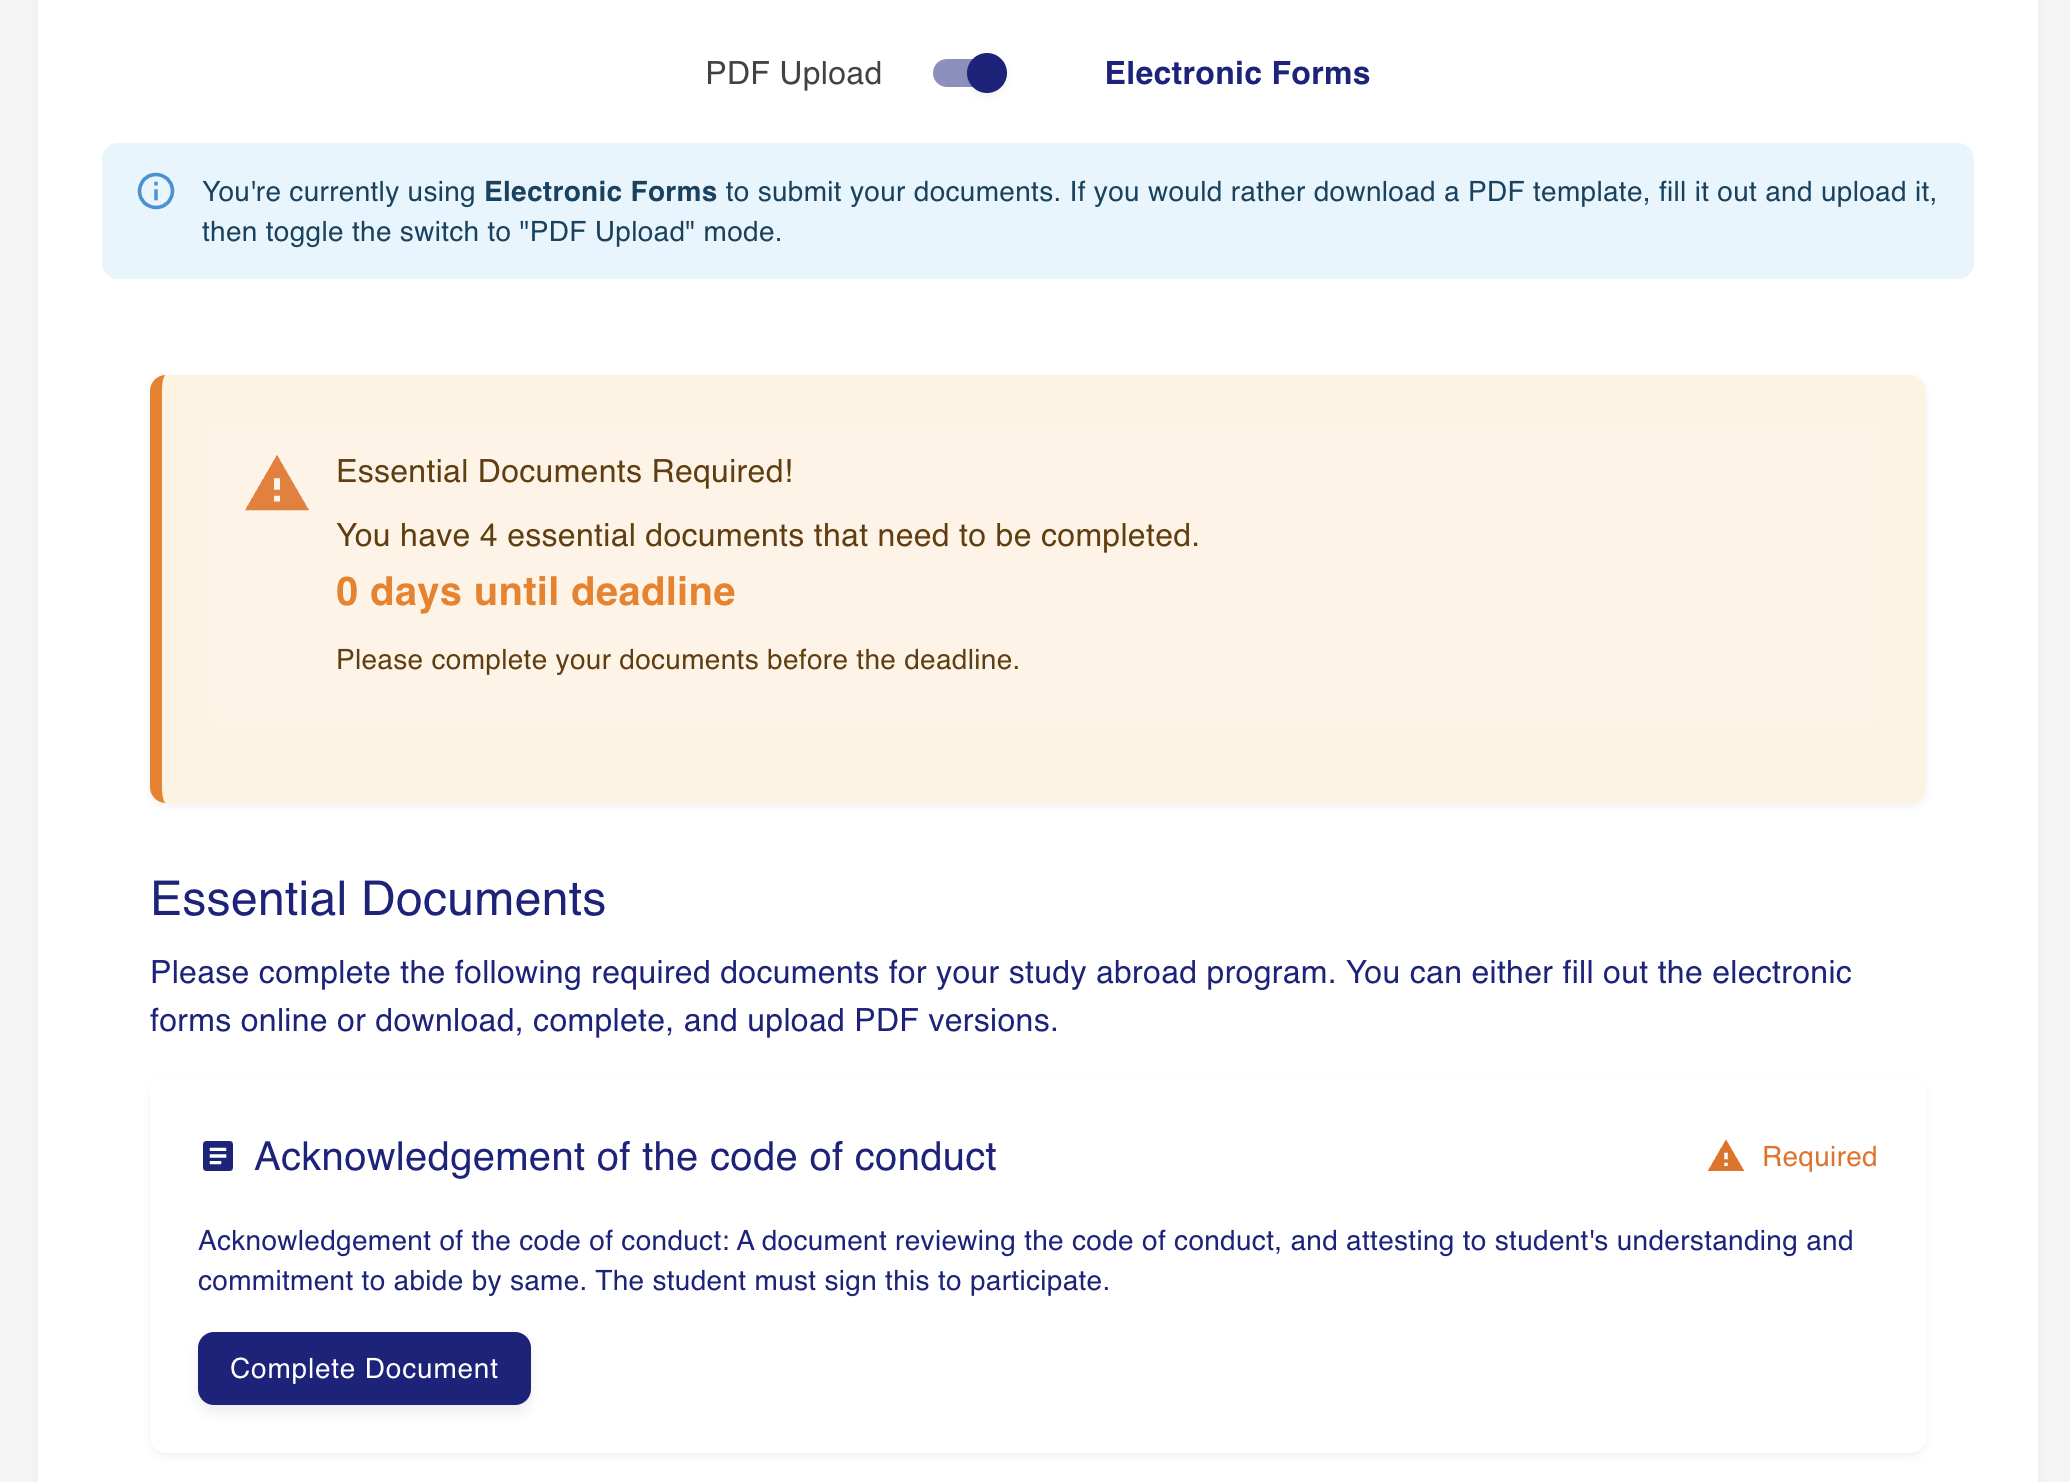 PDF Upload
Electronic Forms
You're currently using Electronic Forms to submit your documents. If you would rather download a PDF template, fill it out and upload it,
then toggle the switch to "PDF Upload" mode.
Essential Documents Required!
You have 4 essential documents that need to be completed.
0 days until deadline
Please complete your documents before the deadline.
Essential Documents
Please complete the following required documents for your study abroad program. You can either fill out the electronic
forms online or download, complete, and upload PDF versions.
Acknowledgement of the code of conduct
Required
Acknowledgement of the code of conduct: A document reviewing the code of conduct, and attesting to student's understanding and
commitment to abide by same. The student must sign this to participate.
Complete Document